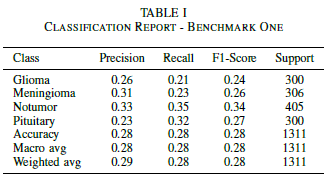 TABLE I
CLASSIFICATION REPORT - BENCHMARK ONE
Class Precision Recall F1-Score Support
Glioma 0.26 0.21 0.24 300
Meningioma 0.31 0.23 0.26 306
Notumor 0.33 0.35 0.34 405
Pituitary 0.23 0.32 0.27 300
Accuracy 0.28 0.28 0.28 1311
Macro avg 0.28 0.28 0.28 1311
Weighted avg 0.29 0.28 0.28 1311